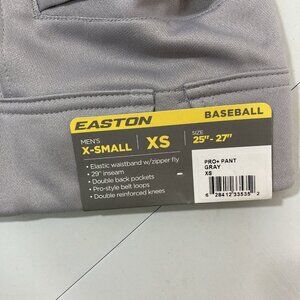 EASTON
BASEBALL
MEN'S
X-SMALL
XS
SIZE
25"- 27"
• Elastic waistband w/zipper fly
• 29" inseam
• Double back pockets
• Pro-style belt loops
• Double reinforced knees
PRO+ PANT
GRAY
XS
6 28412 33535 2